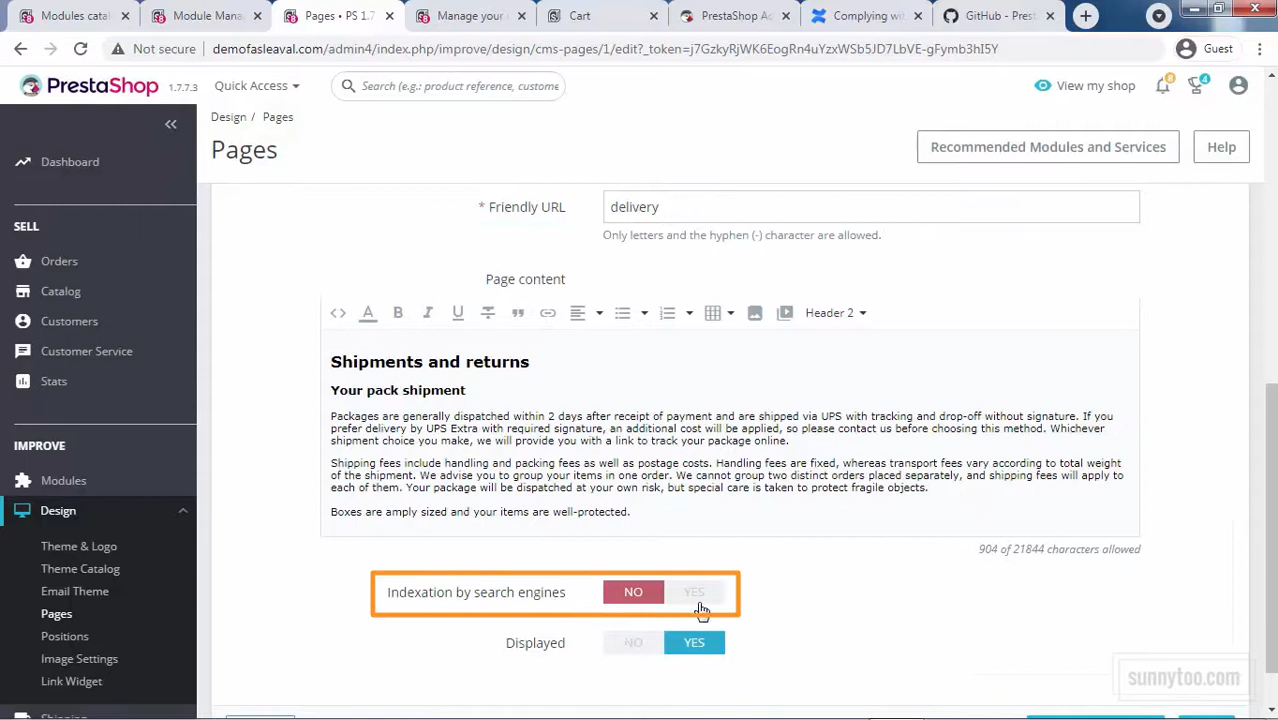 Modules catal
Module Mana
Pages • PS 1.7
Manage your
Cart
PrestaShop Ad
Complying wit
GitHub - Prest
Not secure
demofasleaval.com/admin4/index.php/improve/design/cms-pages/1/edit?_token=j7GzkyRjWK6EogRn4uYzxWSb5JD7LbVE-gFymb3hI5Y
Guest
PrestaShop 1.7.7.3
Quick Access
Search (e.g.: product reference, custome
View my shop
8
4
Design / Pages
Pages
Recommended Modules and Services
Help
Dashboard
SELL
Orders
Catalog
Customers
Customer Service
Stats
IMPROVE
Modules
Design
Theme & Logo
Theme Catalog
Email Theme
Pages
Positions
Image Settings
Link Widget
Shipping
* Friendly URL
delivery
Only letters and the hyphen (-) character are allowed.
Page content
Header 2
Shipments and returns
Your pack shipment
Packages are generally dispatched within 2 days after receipt of payment and are shipped via UPS with tracking and drop-off without signature. If you
prefer delivery by UPS Extra with required signature, an additional cost will be applied, so please contact us before choosing this method. Whichever
shipment choice you make, we will provide you with a link to track your package online.
Shipping fees include handling and packing fees as well as postage costs. Handling fees are fixed, whereas transport fees vary according to total weight
of the shipment. We advise you to group your items in one order. We cannot group two distinct orders placed separately, and shipping fees will apply to
each of them. Your package will be dispatched at your own risk, but special care is taken to protect fragile objects.
Boxes are amply sized and your items are well-protected.
904 of 21844 characters allowed
Indexation by search engines
NO YES
Displayed
NO YES
sunnytoo.com